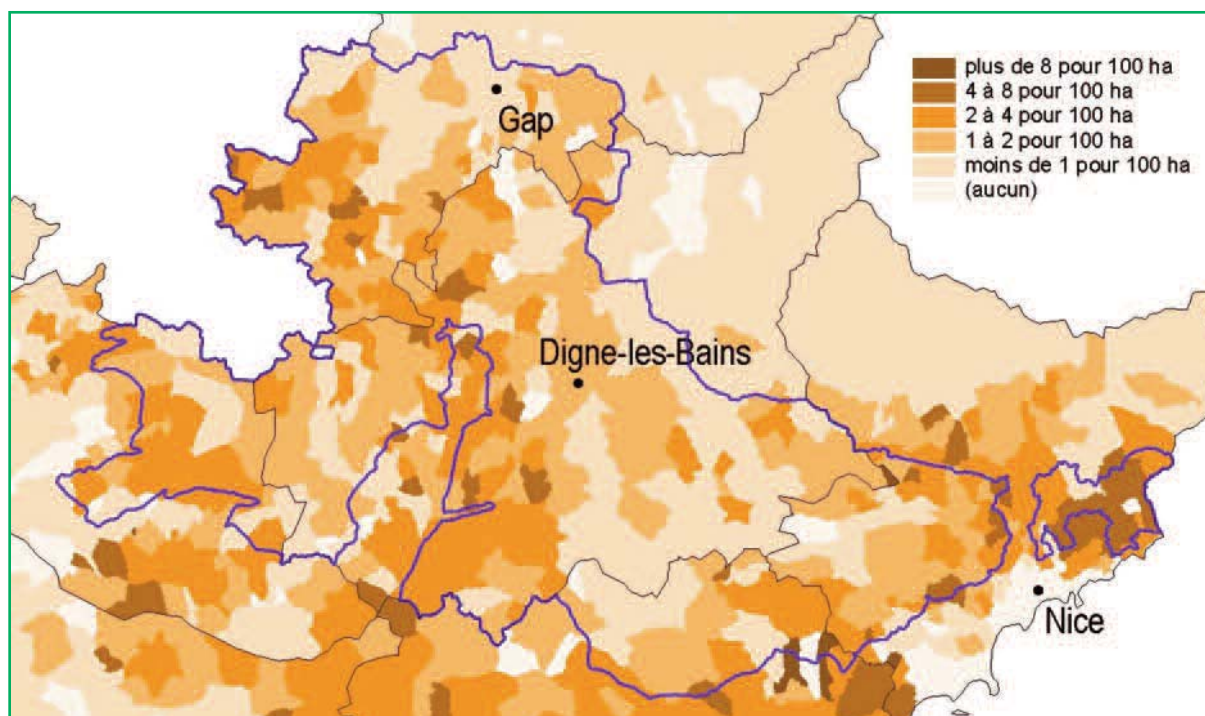 plus de 8 pour 100 ha
4 à 8 pour 100 ha
2 à 4 pour 100 ha
1 à 2 pour 100 ha
moins de 1 pour 100 ha
(aucun)
Gap
Digne-les-Bains
Nice